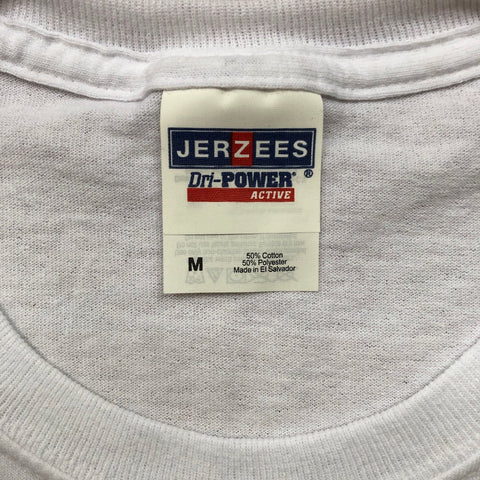 JERZEES
Dri-POWER®
ACTIVE
M
50% Cotton
50% Polyester
Made in El Salvador